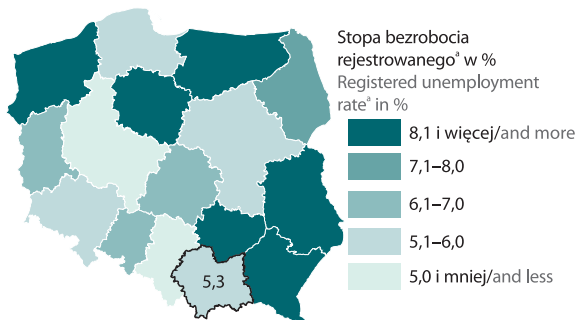 Stopa bezrobocia
rejestrowanegoᵃ w %
Registered unemployment
rateᵃ in %
8,1 i więcej/and more
7,1–8,0
6,1–7,0
5,1–6,0
5,0 i mniej/and less
5,3